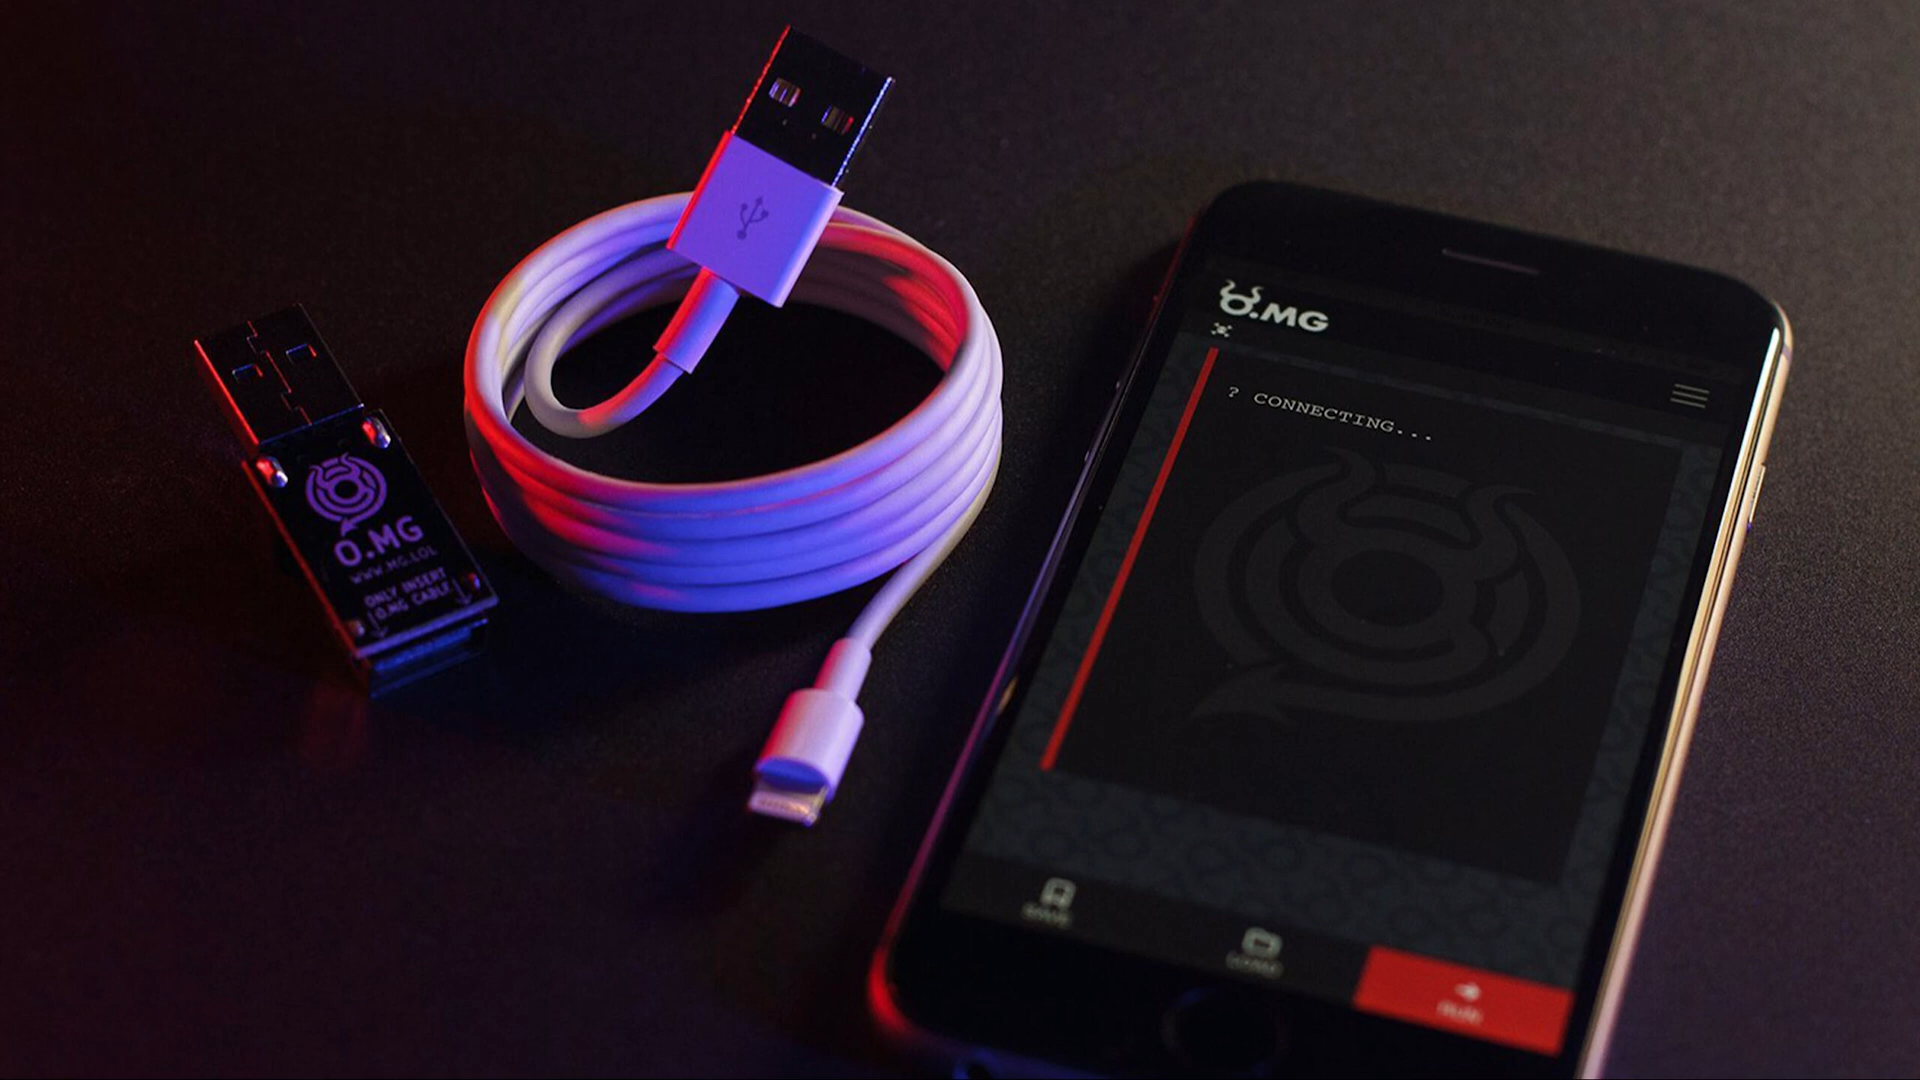 O.MG
WWW.MG.LOL
ONLY INSERT
O.MG CABLE
O.MG
? CONNECTING...